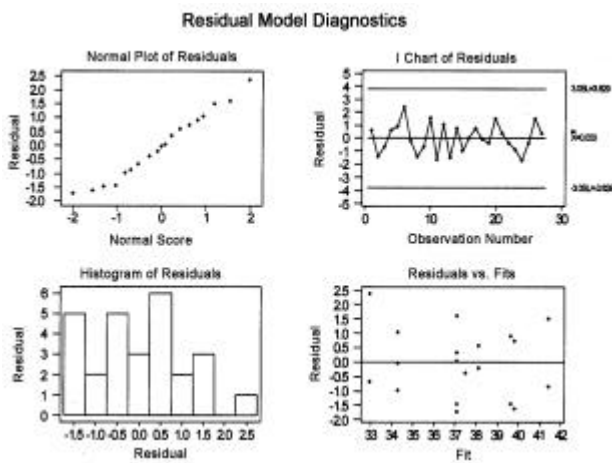 Residual Model Diagnostics
Normal Plot of Residuals
2.5
2.0
1.5
1.0
0.5
0.0
-0.5
-1.0
-1.5
-2.0
Residual
-2 -1 0 1 2
Normal Score
I Chart of Residuals
5
4
3
2
1
0
-1
-2
-3
-4
-5
Residual
0 10 20 30
Observation Number
Histogram of Residuals
6
5
4
3
2
1
0
Residual
-1.5 -1.0 -0.5 0.0 0.5 1.0 1.5 2.0 2.5
Residual
Residuals vs. Fits
2.5
2.0
1.5
1.0
0.5
0.0
-0.5
-1.0
-1.5
-2.0
Residual
33 34 35 36 37 38 39 40 41 42
Fit